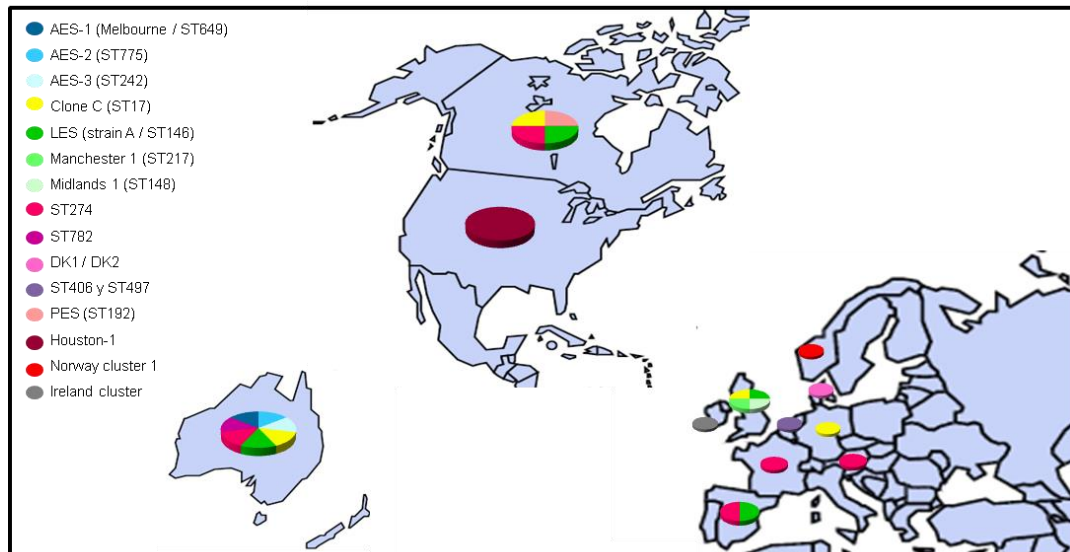 AES-1 (Melbourne / ST649)
AES-2 (ST775)
AES-3 (ST242)
Clone C (ST17)
LES (strain A / ST146)
Manchester 1 (ST217)
Midlands 1 (ST148)
ST274
ST782
DK1 / DK2
ST406 y ST497
PES (ST192)
Houston-1
Norway cluster 1
Ireland cluster